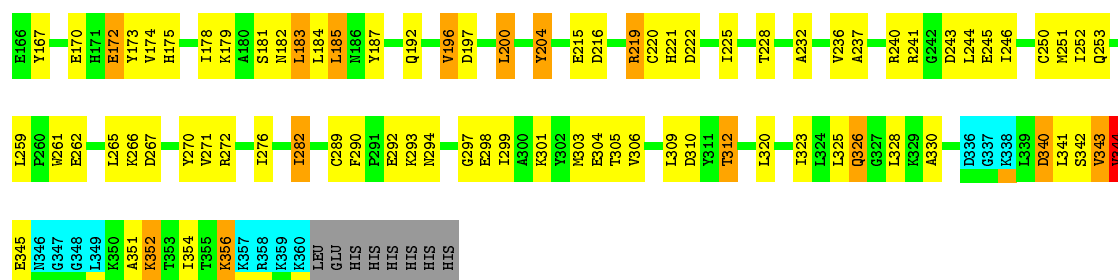 E166 Y167 E170 H171 E172 Y173 V174 H175 I178 K179 A180 S181 N182 L183 L184 L185 N186 Y187 Q192 V196 D197 L200 Y204 E215 D216 R219 C220 H221 D222 I225 T228 A232 V236 A237 R240 R241 G242 D243 L244 E245 I246 C250 M251 I252 Q253
L259 P260 W261 E262 L265 K266 D267 Y270 V271 R272 I276 I282 C289 F290 P291 E292 K293 N294 G297 E298 I299 A300 K301 Y302 M303 E304 T305 V306 L309 D310 Y311 T312 L320 I323 L324 L325 Q326 G327 L328 K329 A330 D336 G337 K338 L339 D340 L341 S342 V343
E345 N346 G347 G348 L349 K350 A351 K352 T353 I354 T355 K356 K357 R358 K359 K360 LEU GLU HIS HIS HIS HIS HIS HIS